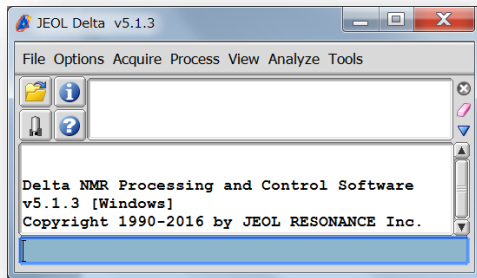 JEOL Delta v5.1.3
File Options Acquire Process View Analyze Tools
Delta NMR Processing and Control Software
v5.1.3 [Windows]
Copyright 1990-2016 by JEOL RESONANCE Inc.